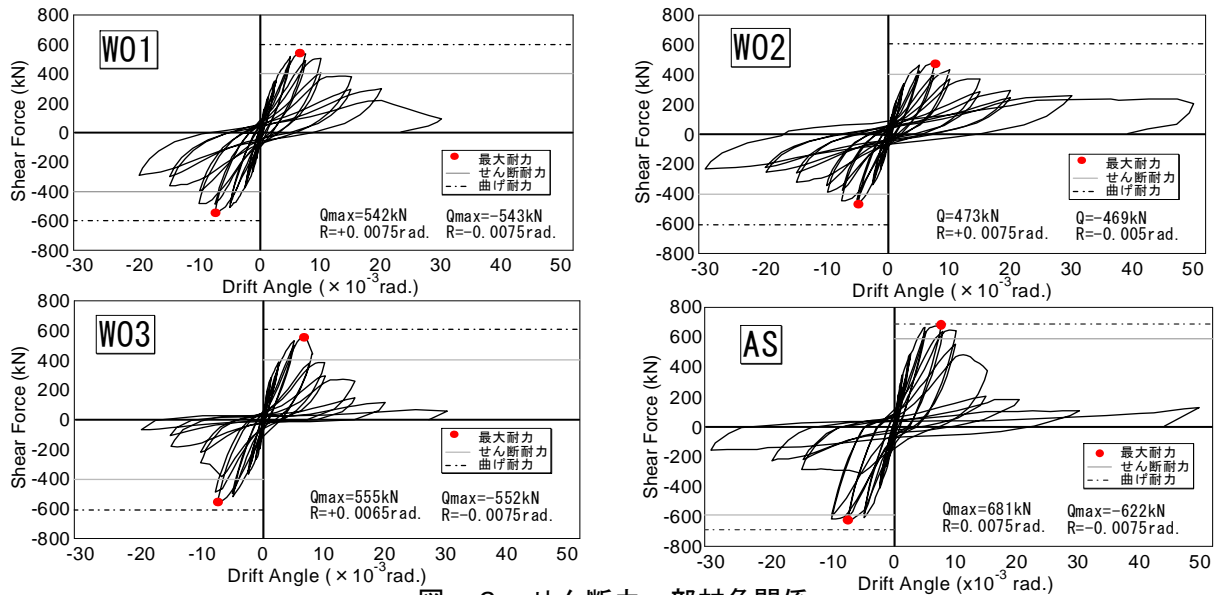 WO1
800
600
400
200
0
-200
-400
-600
-800
Shear Force (kN)
最大耐力
せん断耐力
曲げ耐力
Qmax=542kN Qmax=-543kN
R=+0.0075rad. R=-0.0075rad.
-30 -20 -10 0 10 20 30 40 50
Drift Angle (×10-3rad.)
WO2
800
600
400
200
0
-200
-400
-600
-800
Shear Force (kN)
最大耐力
せん断耐力
曲げ耐力
Q=473kN Q=-469kN
R=+0.0075rad. R=-0.005rad.
-30 -20 -10 0 10 20 30 40 50
Drift Angle (×10-3rad.)
WO3
800
600
400
200
0
-200
-400
-600
-800
Shear Force (kN)
最大耐力
せん断耐力
曲げ耐力
Qmax=555kN Qmax=-552kN
R=+0.0065rad. R=-0.0075rad.
-30 -20 -10 0 10 20 30 40 50
Drift Angle (×10-3rad.)
AS
800
600
400
200
0
-200
-400
-600
-800
Shear Force (kN)
最大耐力
せん断耐力
曲げ耐力
Qmax=681kN Qmax=-622kN
R=0.0075rad. R=-0.0075rad.
-30 -20 -10 0 10 20 30 40 50
Drift Angle (x10-3 rad.)